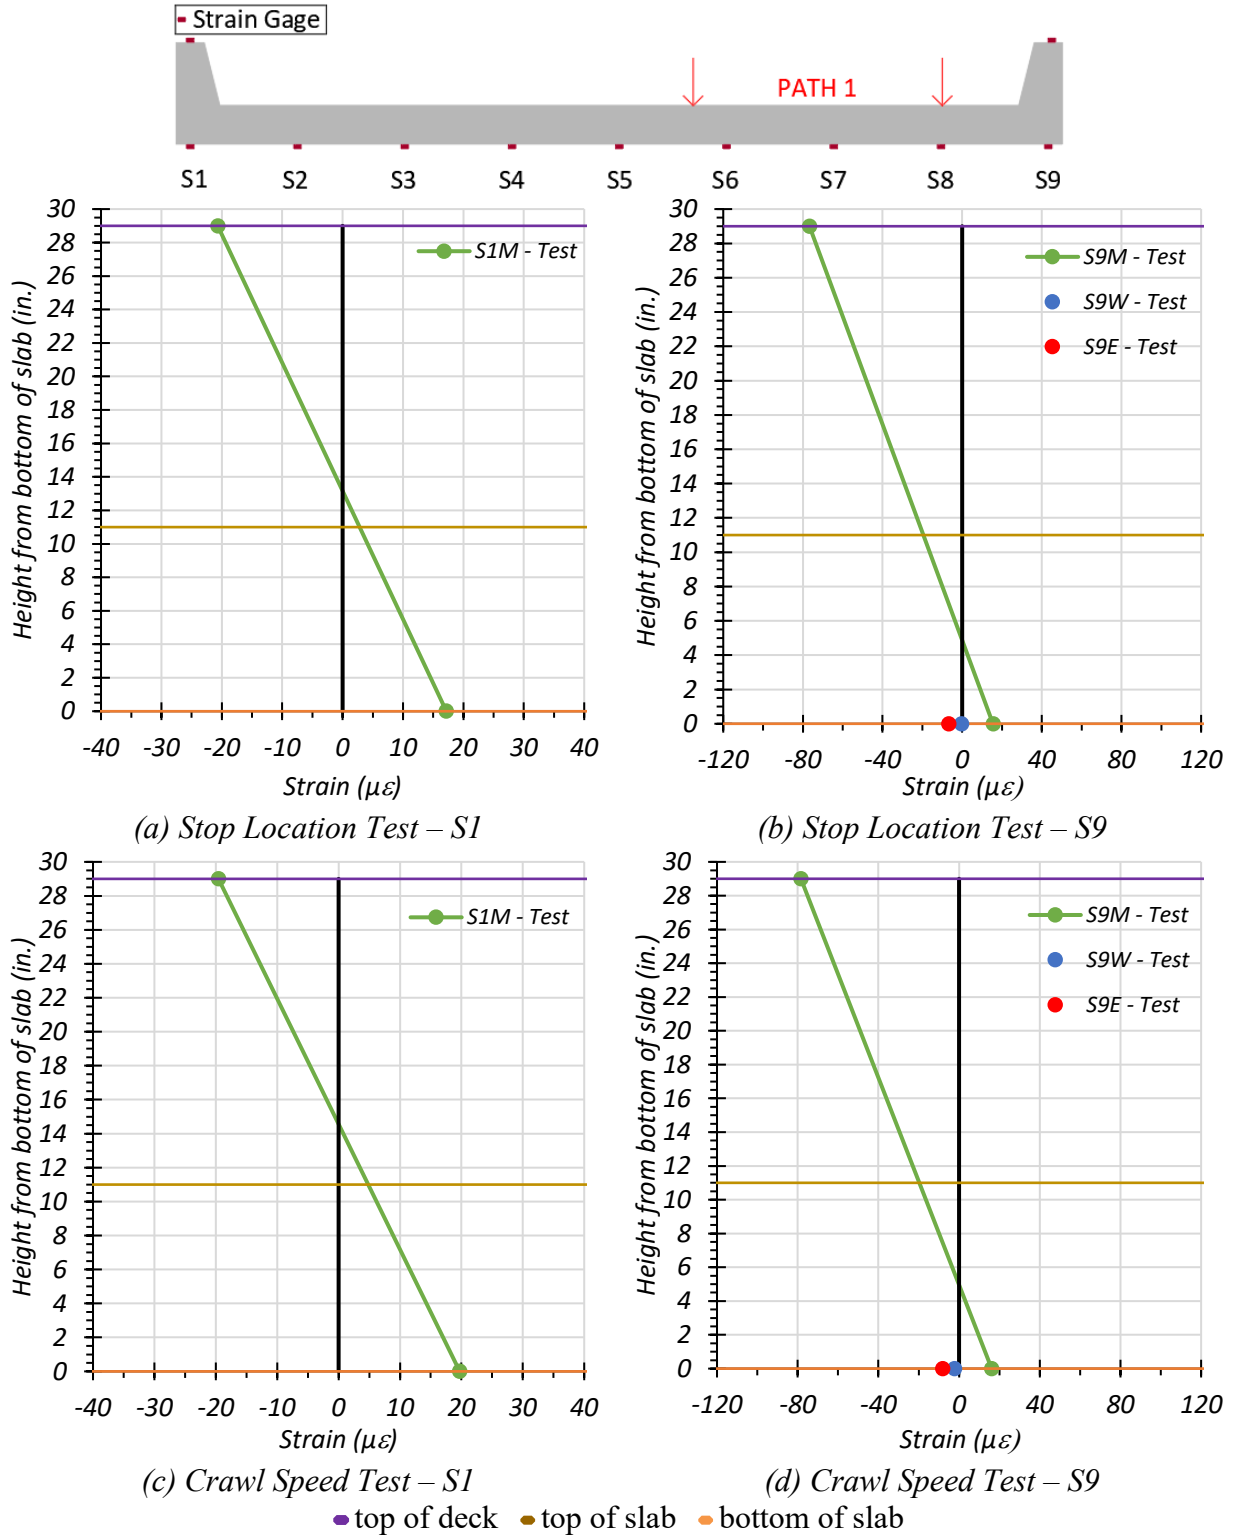 Strain Gage
PATH 1
S1 S2 S3 S4 S5 S6 S7 S8 S9
30
28
26
24
22
20
18
16
14
12
10
8
6
4
2
0
Height from bottom of slab (in.)
S1M - Test
-40 -30 -20 -10 0 10 20 30 40
Strain (με)
(a) Stop Location Test – S1
30
28
26
24
22
20
18
16
14
12
10
8
6
4
2
0
Height from bottom of slab (in.)
S9M - Test
S9W - Test
S9E - Test
-120 -80 -40 0 40 80 120
Strain (με)
(b) Stop Location Test – S9
30
28
26
24
22
20
18
16
14
12
10
8
6
4
2
0
Height from bottom of slab (in.)
S1M - Test
-40 -30 -20 -10 0 10 20 30 40
Strain (με)
(c) Crawl Speed Test – S1
30
28
26
24
22
20
18
16
14
12
10
8
6
4
2
0
Height from bottom of slab (in.)
S9M - Test
S9W - Test
S9E - Test
-120 -80 -40 0 40 80 120
Strain (με)
(d) Crawl Speed Test – S9
top of deck top of slab bottom of slab